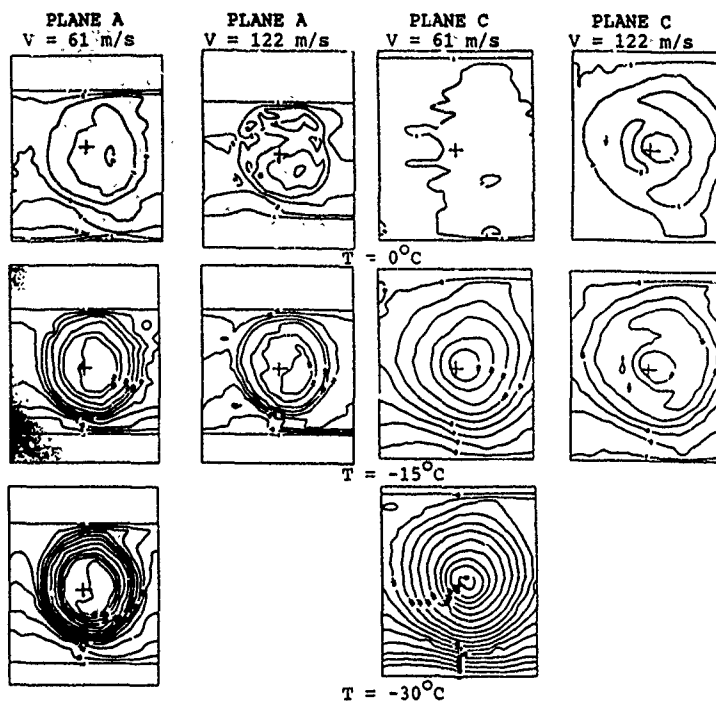 PLANE A PLANE A PLANE C PLANE C
V = 61 m/s V = 122 m/s V = 61 m/s V = 122 m/s
T = 0°C
T = -15°C
T = -30°C